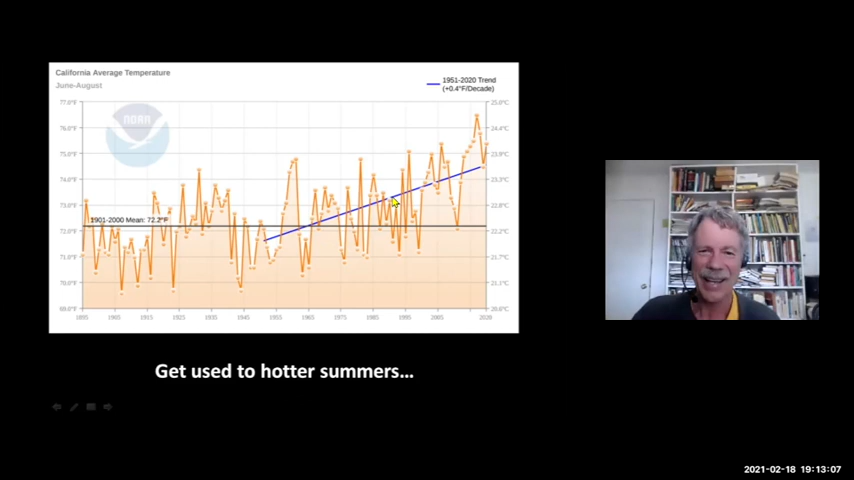 California Average Temperature
June-August
1951-2020 Trend
(+0.4°F/Decade)
77.0°F
25.0°C
76.0°F
24.4°C
75.0°F
23.9°C
74.0°F
23.3°C
73.0°F
22.8°C
72.0°F
22.2°C
71.0°F
21.7°C
70.0°F
21.1°C
69.0°F
20.6°C
NOAA
1901-2000 Mean: 72.2°F
1895 1905 1915 1925 1935 1945 1955 1965 1975 1985 1995 2005 2020
Get used to hotter summers...
2021-02-18 19:13:07